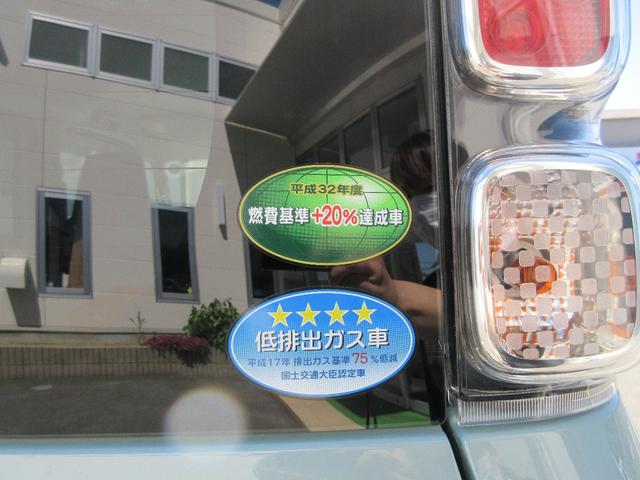 平成32年度
燃費基準+20%達成車
低排出ガス車
平成17年 排出ガス基準 75 %低減
国土交通大臣認定車